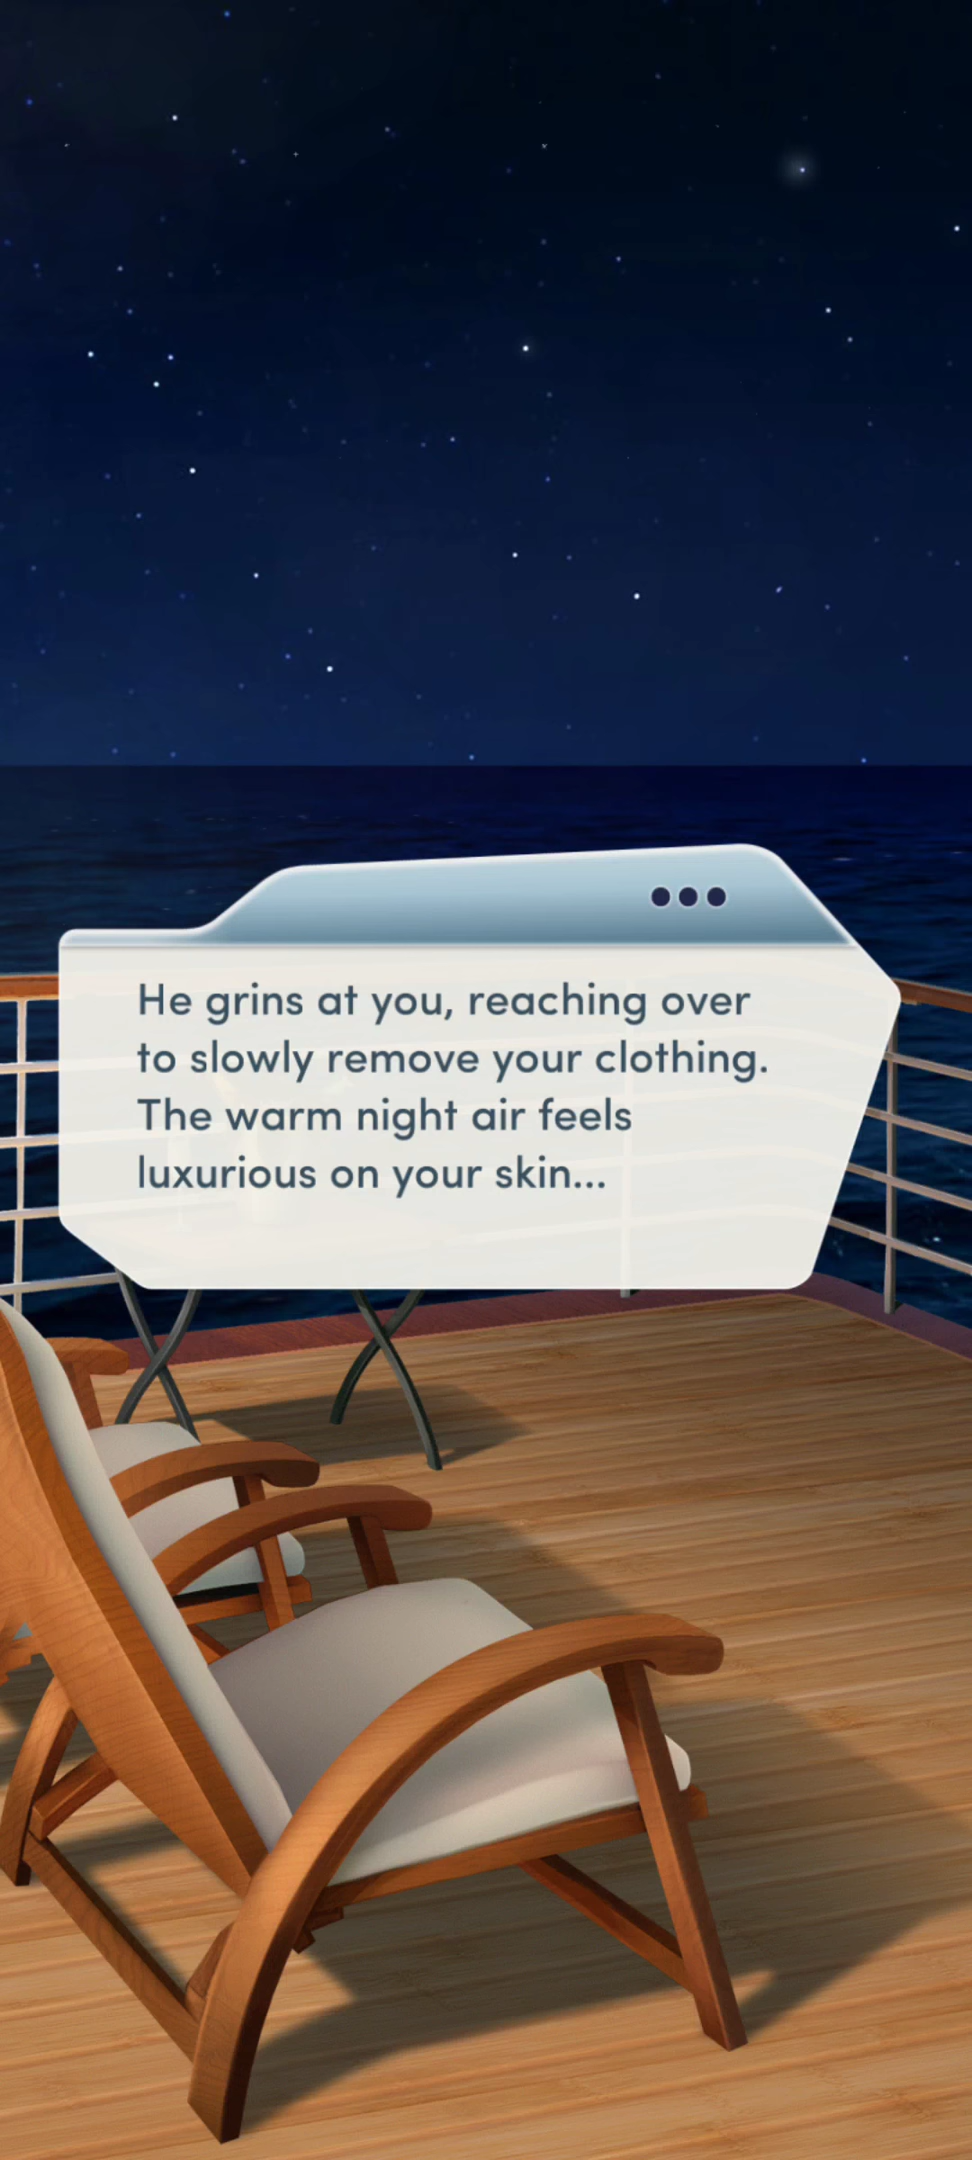 He grins at you, reaching over
to slowly remove your clothing.
The warm night air feels
luxurious on your skin...